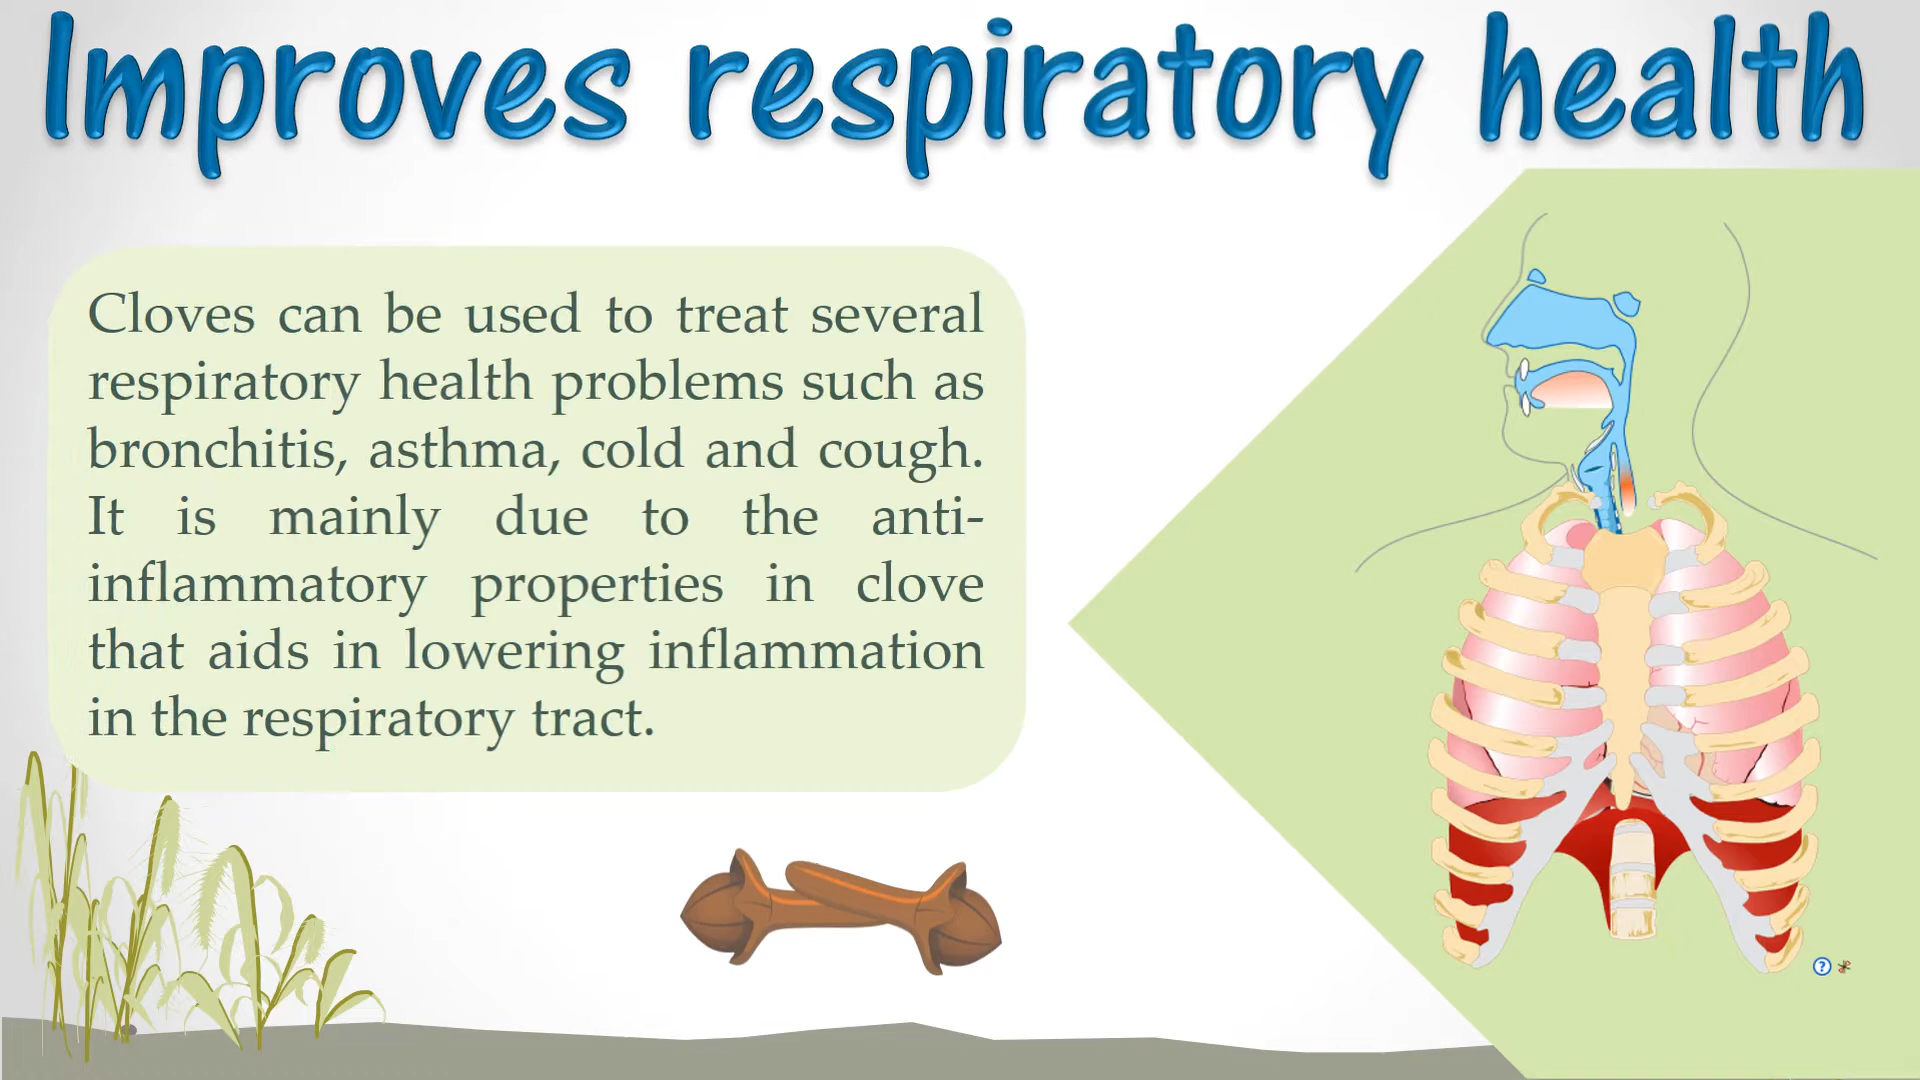 Improves respiratory health
Cloves can be used to treat several
respiratory health problems such as
bronchitis, asthma, cold and cough.
It is mainly due to the anti-
inflammatory properties in clove
that aids in lowering inflammation
in the respiratory tract.
?